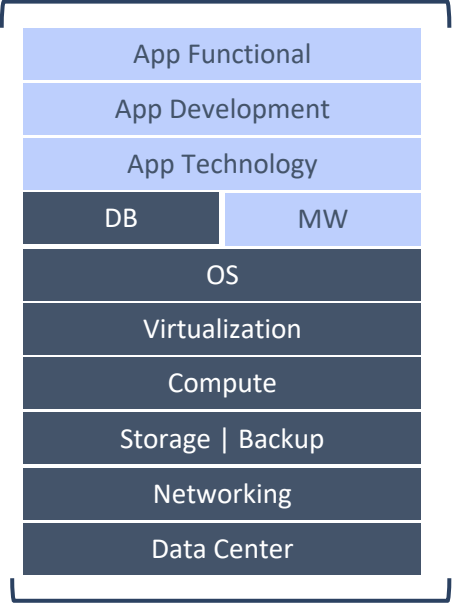 App Functional
App Development
App Technology
DB MW
OS
Virtualization
Compute
Storage | Backup
Networking
Data Center